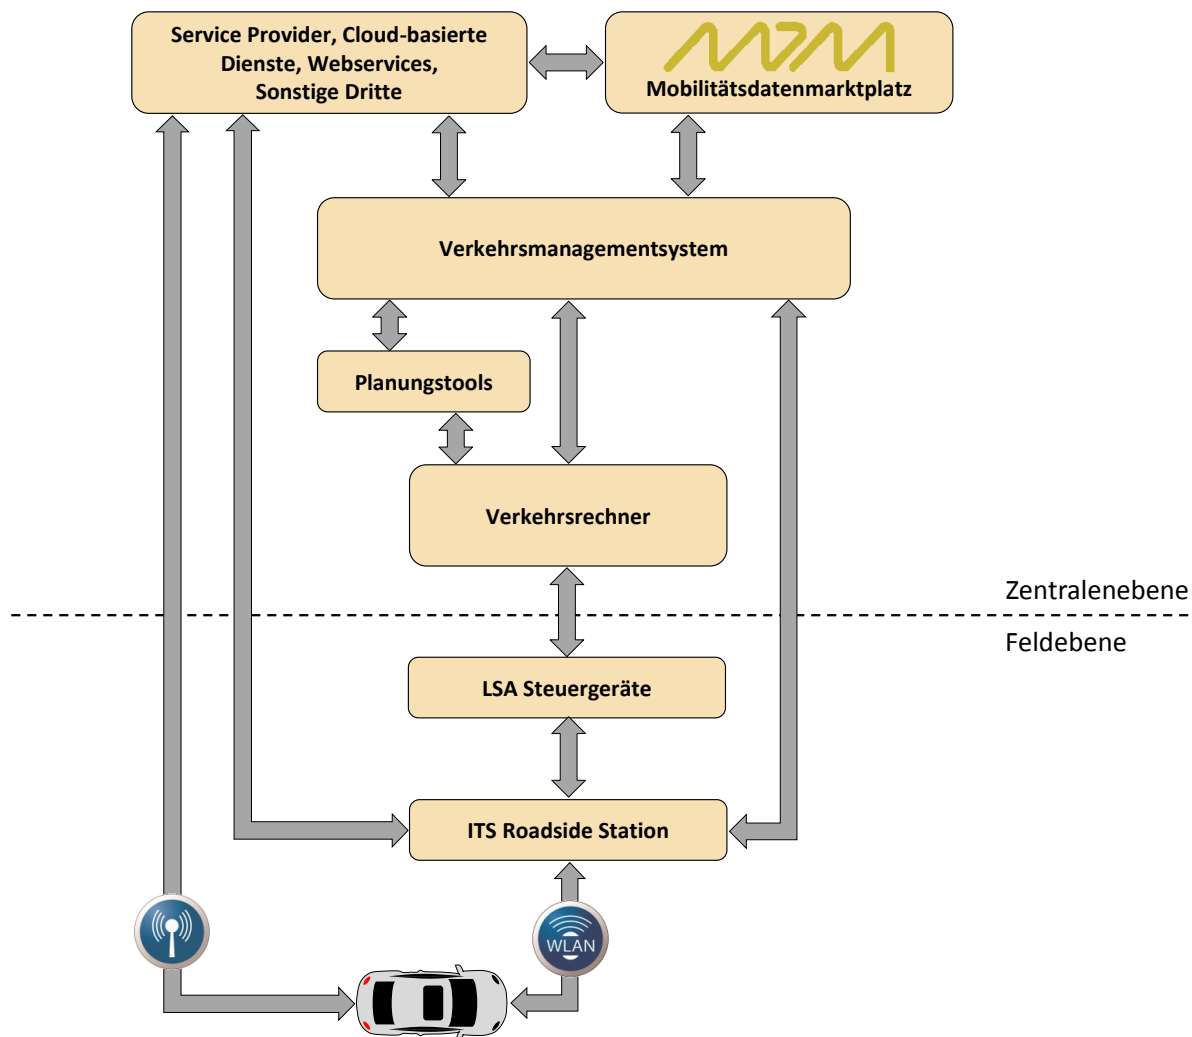 Service Provider, Cloud-basierte
Dienste, Webservices,
Sonstige Dritte
MDM
Mobilitätsdatenmarktplatz
Verkehrsmanagementsystem
Planungstools
Verkehrsrechner
Zentralenebene
Feldebene
LSA Steuergeräte
ITS Roadside Station
WLAN